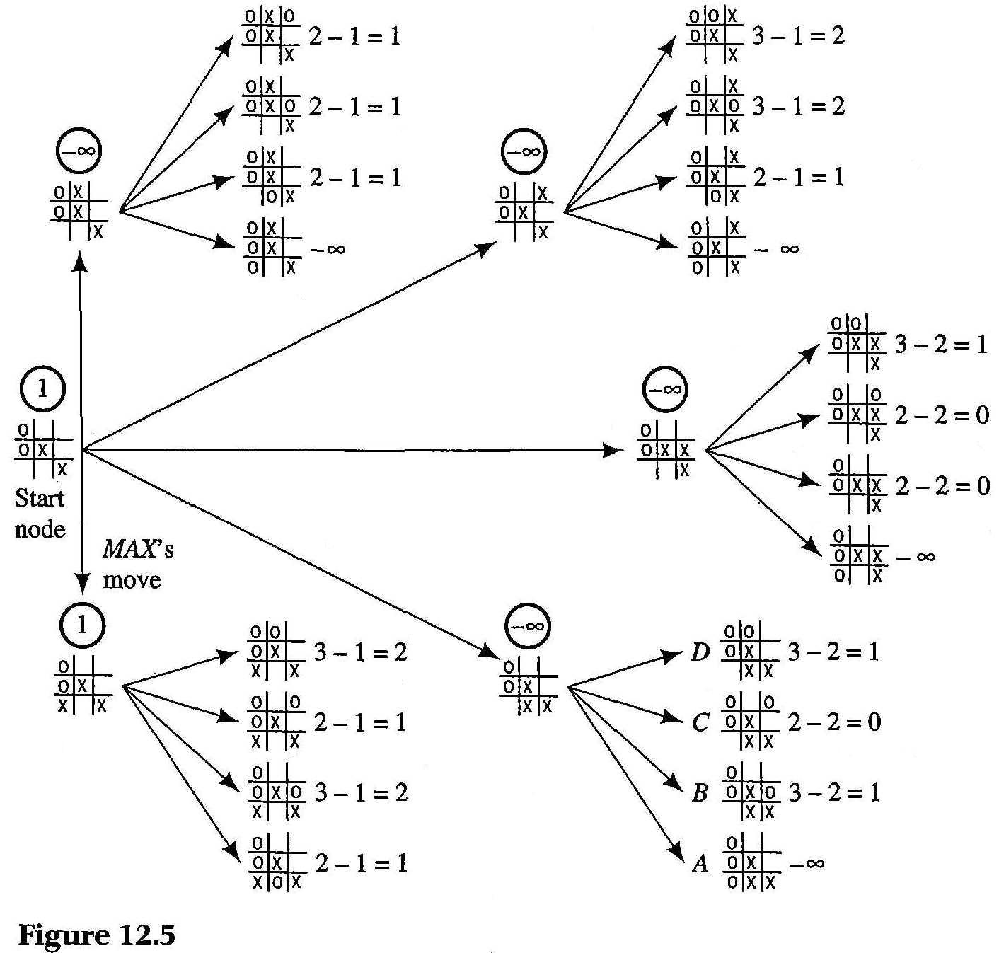 O X O
O X 2 – 1 = 1
X
O X
O X O 2 – 1 = 1
X
O X
O X 2 – 1 = 1
O X
O X
O X –∞
O X
–∞
O X
O X
X
O O X
O X 3 – 1 = 2
X
O X
O X O 3 – 1 = 2
X
O X
O X 2 – 1 = 1
O X
O X
O X – ∞
O X
–∞
O X
O X
X
1
O
O X
X
Start
node
MAX's
move
–∞
O
O X X
X
O O
O X X 3 – 2 = 1
X
O O
O X X 2 – 2 = 0
X
O
O X X 2 – 2 = 0
X
O
O X X – ∞
O X
1
O
O X
X X
O O
O X 3 – 1 = 2
X X
O O
O X 2 – 1 = 1
X X
O
O X O 3 – 1 = 2
X X
O
O X 2 – 1 = 1
X O X
–∞
O
O X
X X
O O
D O X 3 – 2 = 1
X X
O O
C O X 2 – 2 = 0
X X
O
B O X O 3 – 2 = 1
X X
O
A O X –∞
O X X
Figure 12.5